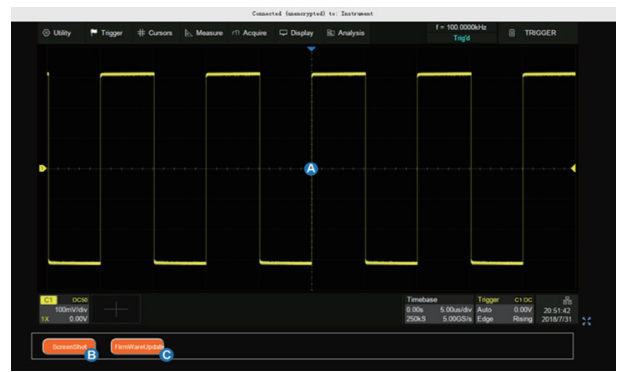 Connected (unencrypted) to: Instrument
Utility Trigger Cursors Measure Acquire Display Analysis f = 100.0000kHz Trig'd TRIGGER
A
C1 DC50
100mV/div
1X 0.00V
Timebase
0.00s 5.00us/div
250kS 5.00GS/s
Trigger C1 DC
Auto 0.00V
Edge Rising
20:51:42
2018/7/31
ScreenShot B FirmWareUpdate C